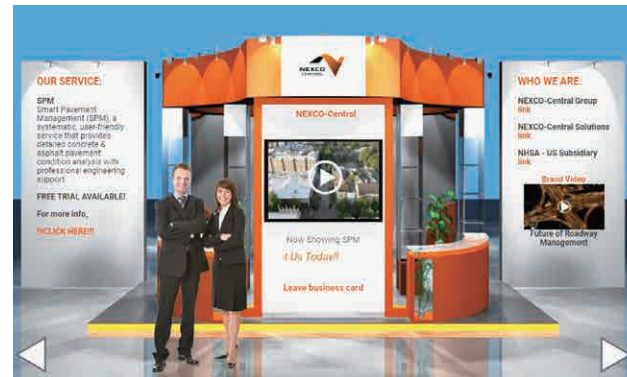 OUR SERVICE:
SPM
Smart Pavement
Management (SPM), a
systematic, user-friendly
service that provides
detailed concrete &
asphalt pavement
condition analysis with
professional engineering
support
FREE TRIAL AVAILABLE!
For more info,
!!CLICK HERE!!
NEXCO
CENTRAL
NEXCO-Central
Now Showing SPM
t Us Today!!
Leave business card
WHO WE ARE:
NEXCO-Central Group
link
NEXCO-Central Solutions
link
NHSA - US Subsidiary
link
Brand Video
Future of Roadway
Management